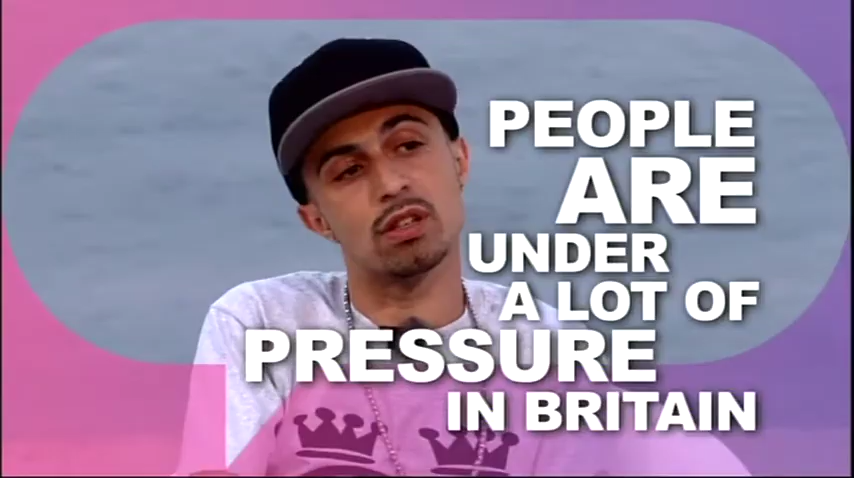 PEOPLE
ARE
UNDER
A LOT OF
PRESSURE
IN BRITAIN